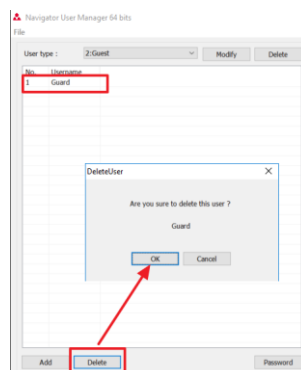 Navigator User Manager 64 bits
File
User type : 2:Guest Modify Delete
No. Username
1 Guard
DeleteUser
Are you sure to delete this user ?
Guard
OK Cancel
Add Delete Password